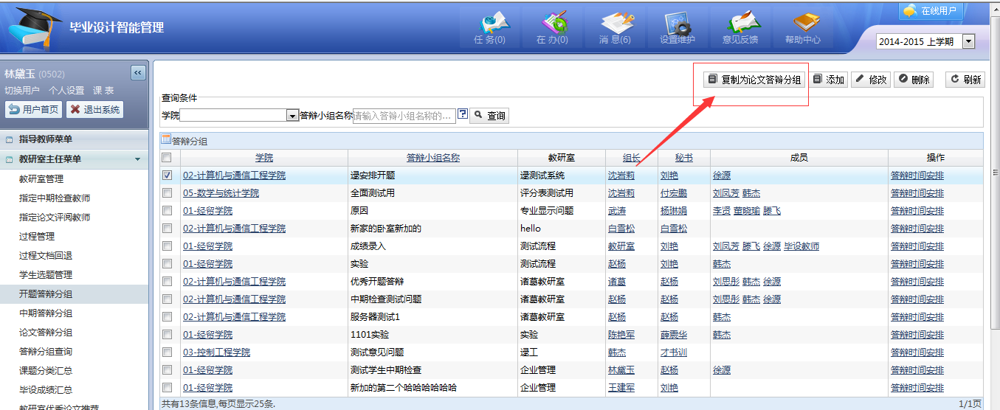 在线用户
毕业设计智能管理
任 务(0)
在 办(0)
消 息(6)
设置维护
意见反馈
帮助中心
2014-2015 上学期
林黛玉 (0502)
切换用户 个人设置 课 表
用户首页 退出系统
指导教师菜单
教研室主任菜单
教研室管理
指定中期检查教师
指定论文评阅教师
过程管理
过程文档回退
学生选题管理
开题答辩分组
中期答辩分组
论文答辩分组
答辩分组查询
课题分类汇总
毕设成绩汇总
教研室优秀论文推荐
复制为论文答辩分组 添加 修改 删除 刷新
查询条件
学院 答辩小组名称 请输入答辩小组名称的... ? 查询
答辩分组
学院 答辩小组名称 教研室 组长 秘书 成员 操作
02-计算机与通信工程学院 逯安排开题 逯测试系统 沈岩莉 刘艳 徐源 答辩时间安排
05-数学与统计学院 全面测试用 评分表测试用 沈岩莉 付宏鹏 刘凤芳 韩杰 答辩时间安排
01-经贸学院 原因 专业显示问题 武涛 杨琳娟 李贤 董晓瑜 滕飞 答辩时间安排
02-计算机与通信工程学院 新家的卧室新加的 hello 白雪松 白雪松 答辩时间安排
01-经贸学院 成绩录入 测试流程 教研室 刘艳 刘凤芳 滕飞 徐源 毕设教师 答辩时间安排
01-经贸学院 实验 测试流程 赵杨 刘艳 韩杰 答辩时间安排
02-计算机与通信工程学院 优秀开题答辩 诸葛教研室 诸葛 赵杨 刘思彤 韩杰 徐源 答辩时间安排
02-计算机与通信工程学院 中期检查测试问题 诸葛教研室 赵杨 赵杨 刘思彤 韩杰 徐源 答辩时间安排
02-计算机与通信工程学院 服务器测试1 诸葛教研室 赵杨 赵杨 韩杰 答辩时间安排
01-经贸学院 1101实验 实验 陈艳军 薛震华 韩杰 答辩时间安排
03-控制工程学院 测试意见问题 逯工 韩杰 才书训 答辩时间安排
01-经贸学院 测试学生中期检查 企业管理 林黛玉 赵杨 徐源 答辩时间安排
01-经贸学院 新加的第二个哈哈哈哈哈哈 企业管理 王建军 刘艳 答辩时间安排
共有13条信息,每页显示25条. 1/1页